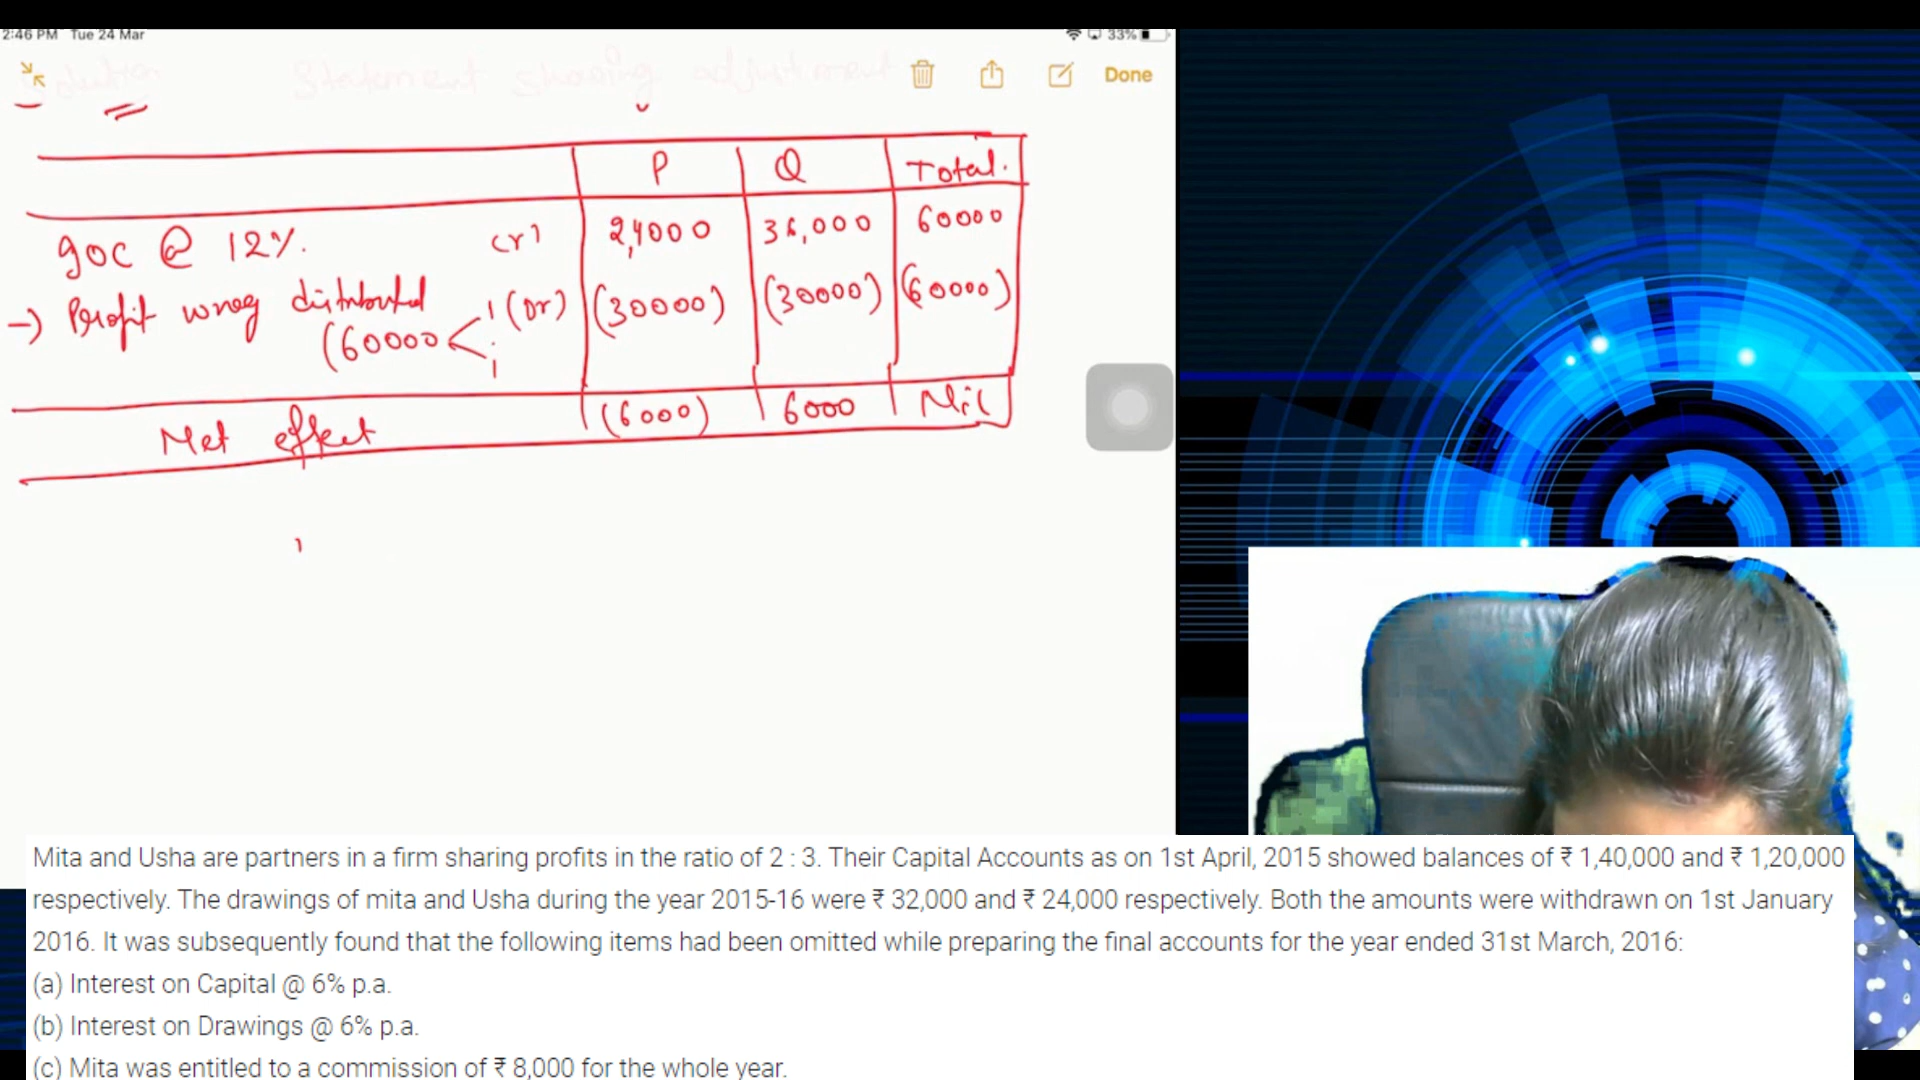 2:46 PM Tue 24 Mar 33%
Statement showing adjustment Done
P Q Total.
IOC @ 12%. (r) 24000 36,000 60000
→ Profit wrong distributed (Dr) (30000) (30000) (60000)
(60000 < 1 : 1
Net effect (6000) 6000 Nil
Mita and Usha are partners in a firm sharing profits in the ratio of 2 : 3. Their Capital Accounts as on 1st April, 2015 showed balances of ₹ 1,40,000 and ₹ 1,20,000
respectively. The drawings of mita and Usha during the year 2015-16 were ₹ 32,000 and ₹ 24,000 respectively. Both the amounts were withdrawn on 1st January
2016. It was subsequently found that the following items had been omitted while preparing the final accounts for the year ended 31st March, 2016:
(a) Interest on Capital @ 6% p.a.
(b) Interest on Drawings @ 6% p.a.
(c) Mita was entitled to a commission of ₹ 8,000 for the whole year.